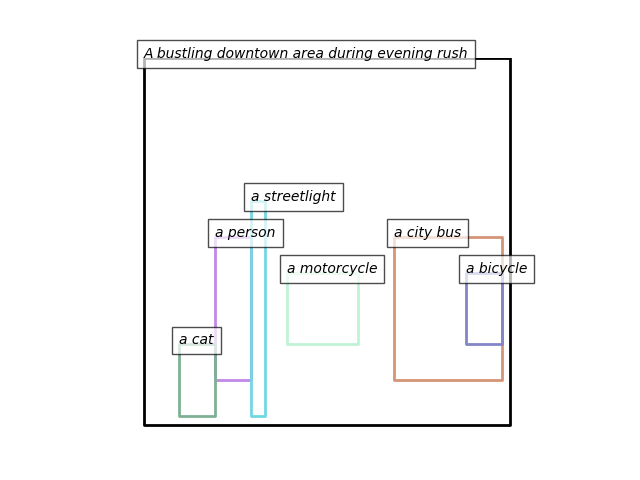 A bustling downtown area during evening rush
a streetlight
a person
a city bus
a motorcycle
a bicycle
a cat